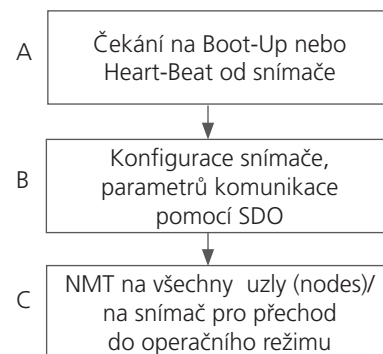 A
Čekání na Boot-Up nebo
Heart-Beat od snímače
B
Konfigurace snímače,
parametrů komunikace
pomocí SDO
C
NMT na všechny uzly (nodes)/
na snímač pro přechod
do operačního režimu